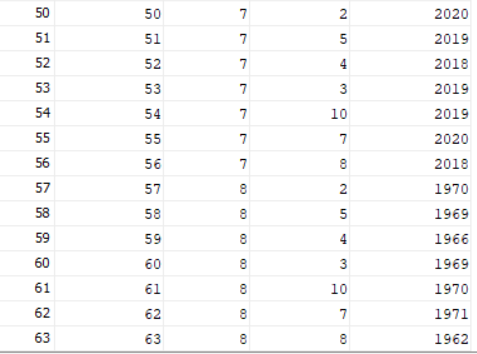 50 50 7 2 2020
51 51 7 5 2019
52 52 7 4 2018
53 53 7 3 2019
54 54 7 10 2019
55 55 7 7 2020
56 56 7 8 2018
57 57 8 2 1970
58 58 8 5 1969
59 59 8 4 1966
60 60 8 3 1969
61 61 8 10 1970
62 62 8 7 1971
63 63 8 8 1962